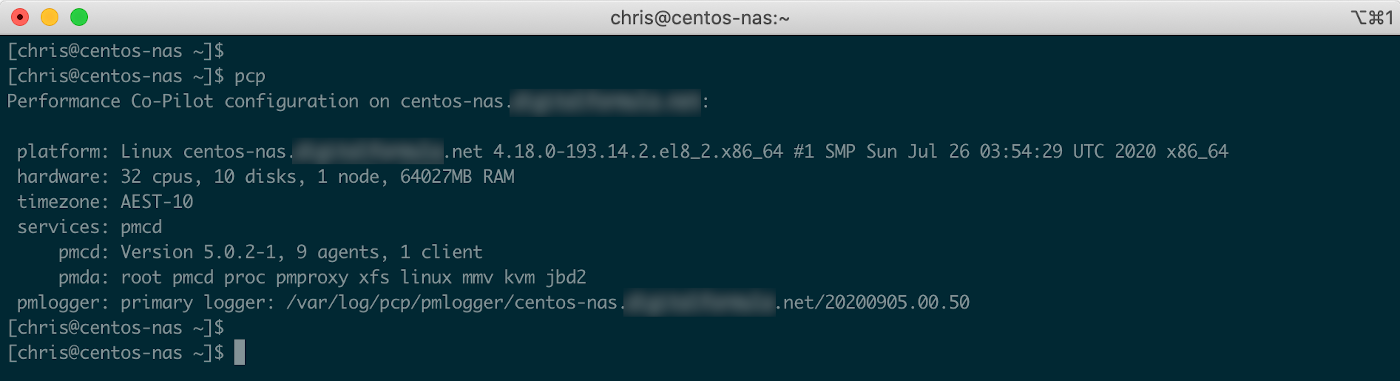 chris@centos-nas:~ ⌥⌘1
[chris@centos-nas ~]$
[chris@centos-nas ~]$ pcp
Performance Co-Pilot configuration on centos-nas. :
platform: Linux centos-nas. .net 4.18.0-193.14.2.el8_2.x86_64 #1 SMP Sun Jul 26 03:54:29 UTC 2020 x86_64
hardware: 32 cpus, 10 disks, 1 node, 64027MB RAM
timezone: AEST-10
services: pmcd
pmcd: Version 5.0.2-1, 9 agents, 1 client
pmda: root pmcd proc pmproxy xfs linux mmv kvm jbd2
pmlogger: primary logger: /var/log/pcp/pmlogger/centos-nas. .net/20200905.00.50
[chris@centos-nas ~]$
[chris@centos-nas ~]$